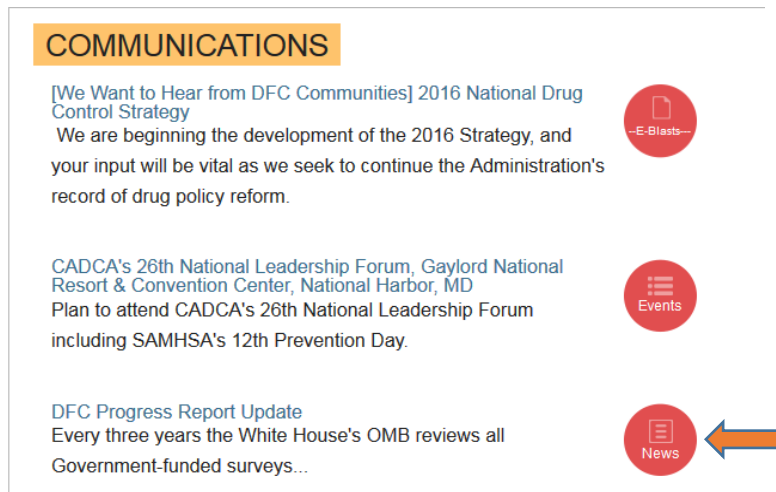 COMMUNICATIONS
[We Want to Hear from DFC Communities] 2016 National Drug
Control Strategy
We are beginning the development of the 2016 Strategy, and
your input will be vital as we seek to continue the Administration's
record of drug policy reform.
--E-Blasts--
CADCA's 26th National Leadership Forum, Gaylord National
Resort & Convention Center, National Harbor, MD
Plan to attend CADCA's 26th National Leadership Forum
including SAMHSA's 12th Prevention Day.
Events
DFC Progress Report Update
Every three years the White House's OMB reviews all
Government-funded surveys...
News